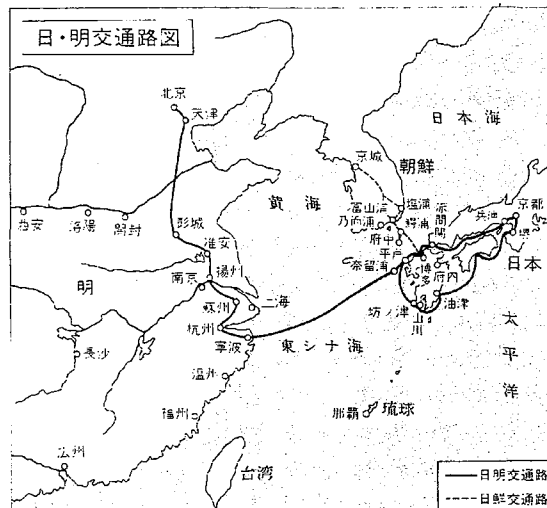 日・明交通路図
北京
天津
日本海
京城
朝鮮
黄海
塩浦
富山浦
乃而浦
鰐浦
府中
赤間関
兵庫
京都
堺
日本
西安
洛陽
開封
彭城
淮安
揚州
南京
明
蘇州
上海
杭州
寧波
平戸
奈留浦
博多
府内
坊ノ津
山川
油津
東シナ海
太平洋
長沙
温州
福州
那覇
琉球
広州
台湾
日明交通路
日鮮交通路